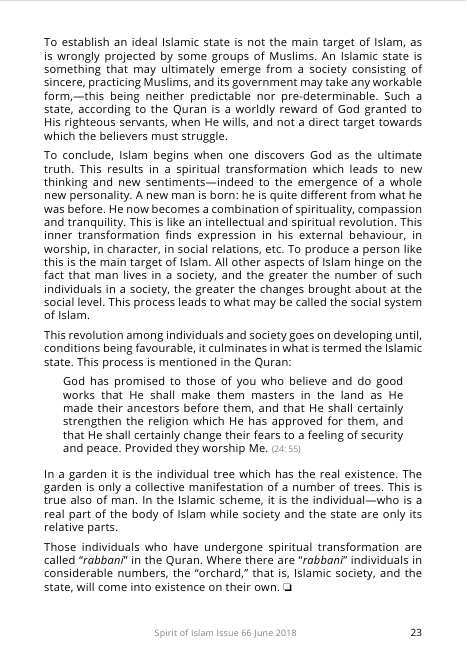 To establish an ideal Islamic state is not the main target of Islam, as
is wrongly projected by some groups of Muslims. An Islamic state is
something that may ultimately emerge from a society consisting of
sincere, practicing Muslims, and its government may take any workable
form,—this being neither predictable nor pre-determinable. Such a
state, according to the Quran is a worldly reward of God granted to
His righteous servants, when He wills, and not a direct target towards
which the believers must struggle.
To conclude, Islam begins when one discovers God as the ultimate
truth. This results in a spiritual transformation which leads to new
thinking and new sentiments—indeed to the emergence of a whole
new personality. A new man is born: he is quite different from what he
was before. He now becomes a combination of spirituality, compassion
and tranquility. This is like an intellectual and spiritual revolution. This
inner transformation finds expression in his external behaviour, in
worship, in character, in social relations, etc. To produce a person like
this is the main target of Islam. All other aspects of Islam hinge on the
fact that man lives in a society, and the greater the number of such
individuals in a society, the greater the changes brought about at the
social level. This process leads to what may be called the social system
of Islam.
This revolution among individuals and society goes on developing until,
conditions being favourable, it culminates in what is termed the Islamic
state. This process is mentioned in the Quran:
God has promised to those of you who believe and do good
works that He shall make them masters in the land as He
made their ancestors before them, and that He shall certainly
strengthen the religion which He has approved for them, and
that He shall certainly change their fears to a feeling of security
and peace. Provided they worship Me. (24: 55)
In a garden it is the individual tree which has the real existence. The
garden is only a collective manifestation of a number of trees. This is
true also of man. In the Islamic scheme, it is the individual—who is a
real part of the body of Islam while society and the state are only its
relative parts.
Those individuals who have undergone spiritual transformation are
called “rabbani” in the Quran. Where there are “rabbani” individuals in
considerable numbers, the “orchard,” that is, Islamic society, and the
state, will come into existence on their own. ❏
Spirit of Islam Issue 66 June 2018 23